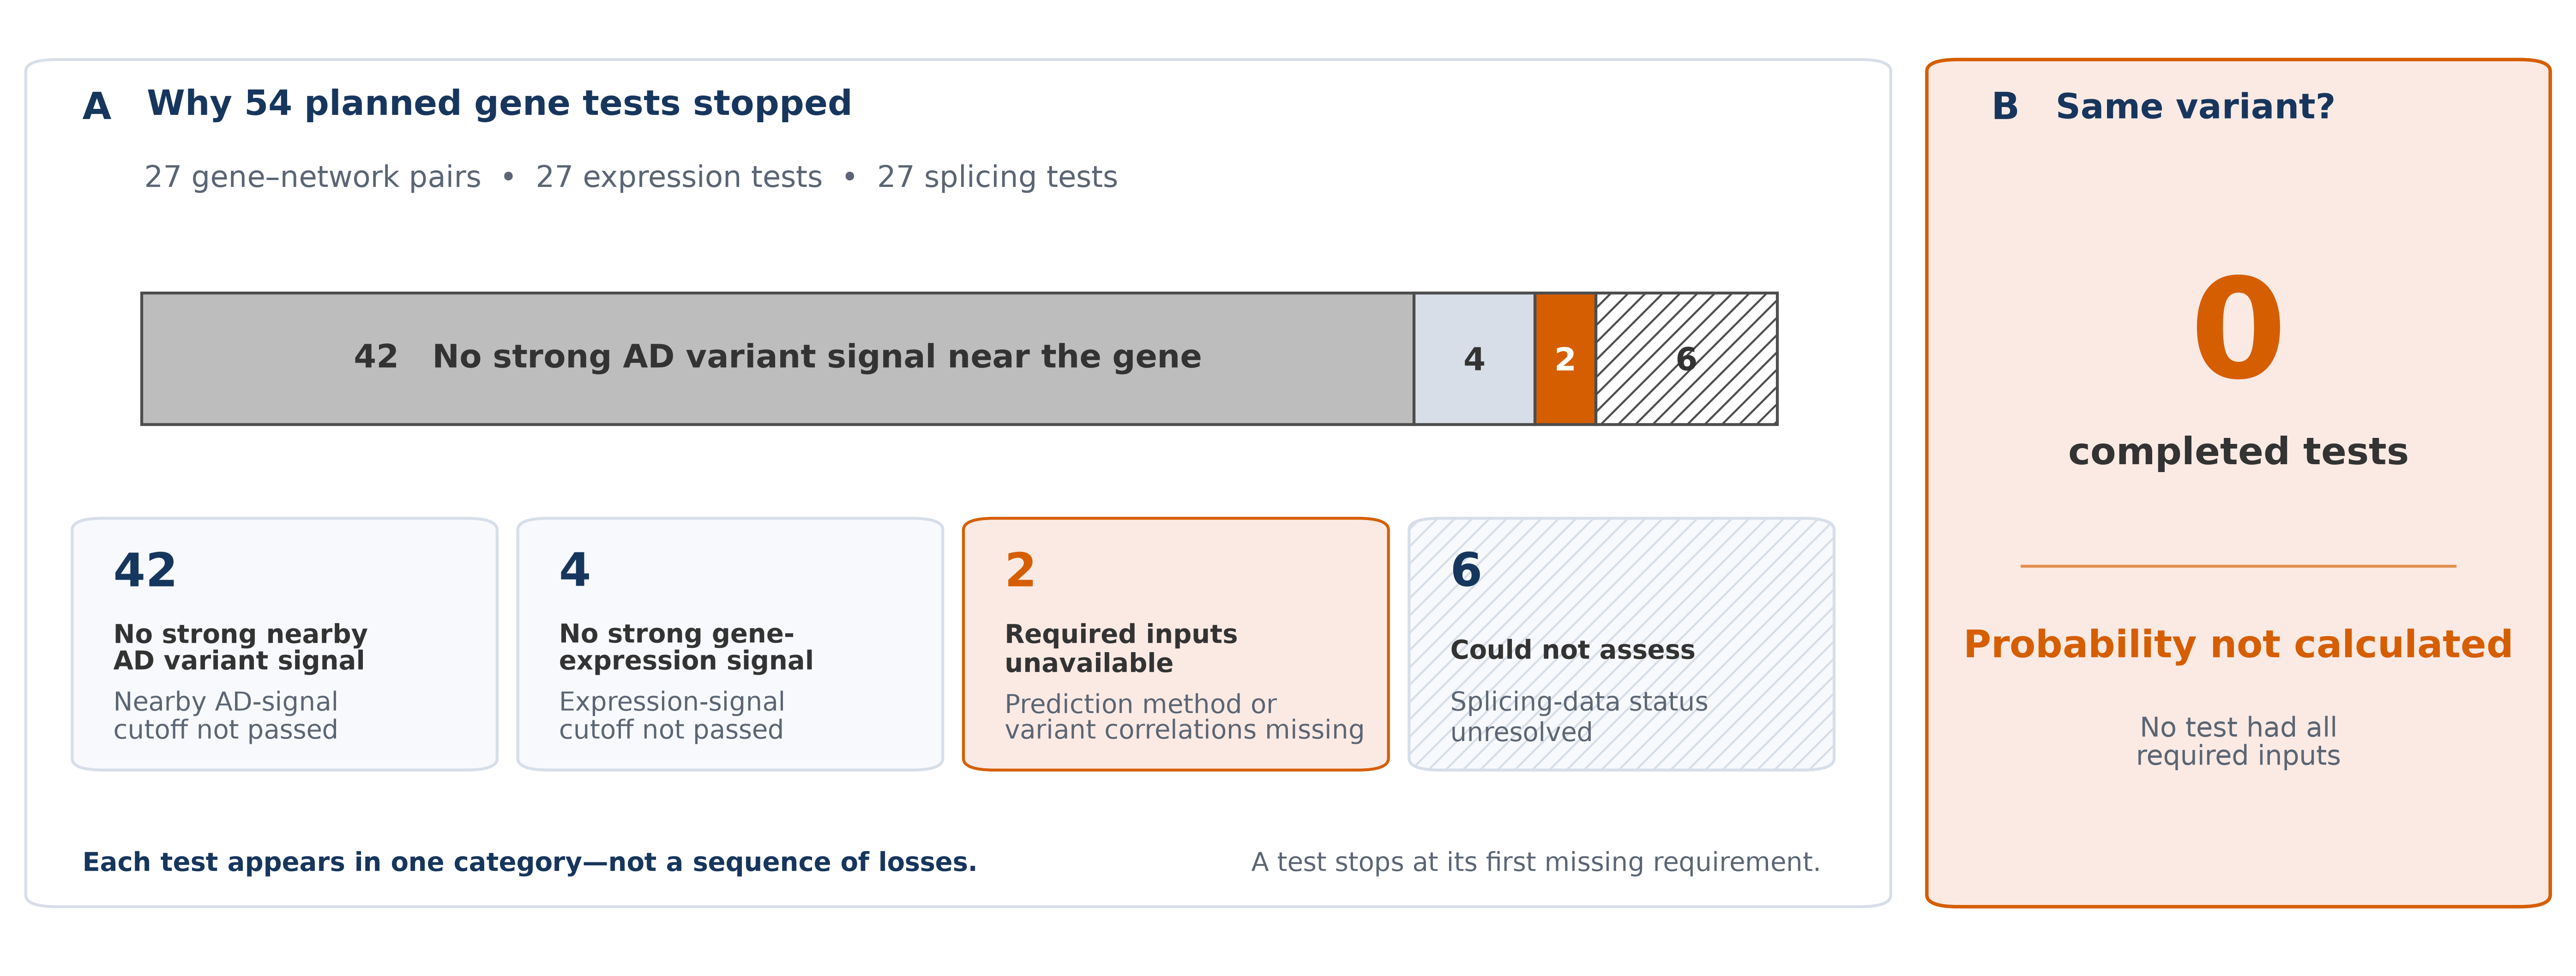 A Why 54 planned gene tests stopped
27 gene–network pairs • 27 expression tests • 27 splicing tests
42 No strong AD variant signal near the gene
4
2
6
42
No strong nearby
AD variant signal
Nearby AD-signal
cutoff not passed
4
No strong gene-
expression signal
Expression-signal
cutoff not passed
2
Required inputs
unavailable
Prediction method or
variant correlations missing
6
Could not assess
Splicing-data status
unresolved
Each test appears in one category—not a sequence of losses.
A test stops at its first missing requirement.
B Same variant?
0
completed tests
Probability not calculated
No test had all
required inputs